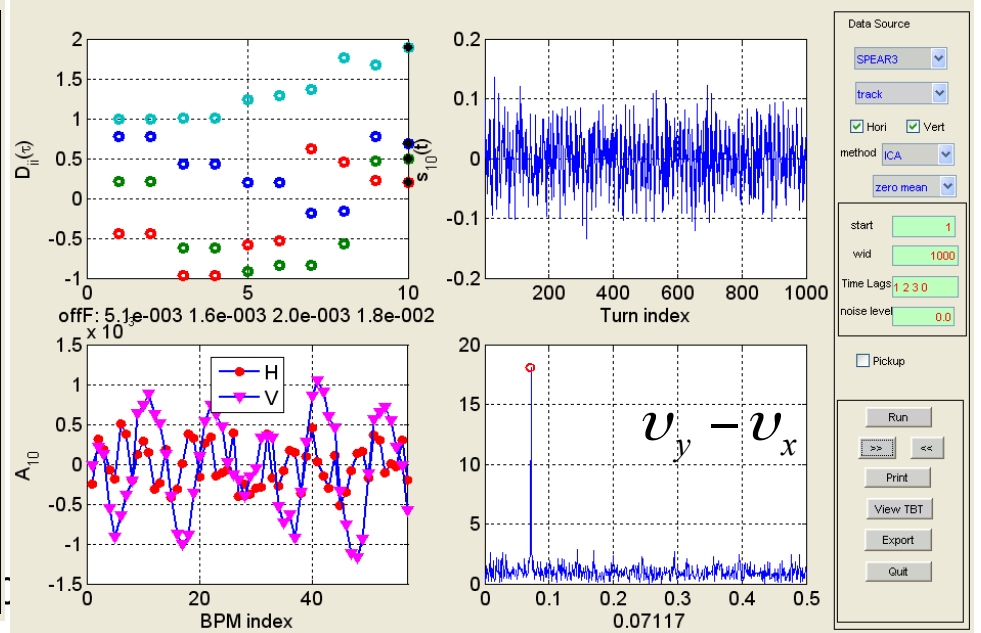 2
1.5
1
0.5
0
-0.5
-1
D_ii(τ)
0 5 10
offF: 5.1e-003 1.6e-003 2.0e-003 1.8e-002
0.2
0.1
0
-0.1
-0.2
s_10(t)
200 400 600 800 1000
Turn index
x 10^-3
1.5
1
0.5
0
-0.5
-1
-1.5
A_10
H
V
0 20 40
BPM index
20
15
10
5
0
υ_y − υ_x
0 0.1 0.2 0.3 0.4 0.5
0.07117
Data Source
SPEAR3
track
Hori Vert
method ICA
zero mean
start 1
wid 1000
Time Lags 1 2 3 0
noise level 0.0
Pickup
Run
>> <<
Print
View TBT
Export
Quit